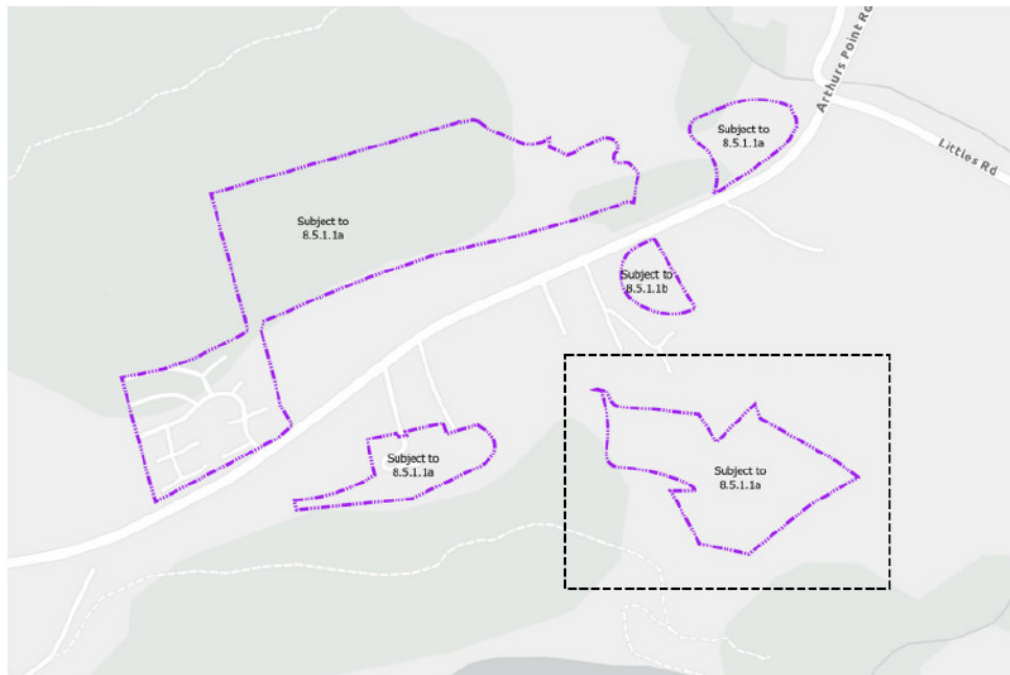 Arthurs Point Rd
Subject to
8.5.1.1a
Littles Rd
Subject to
8.5.1.1a
Subject to
8.5.1.1b
Subject to
8.5.1.1a
Subject to
8.5.1.1a